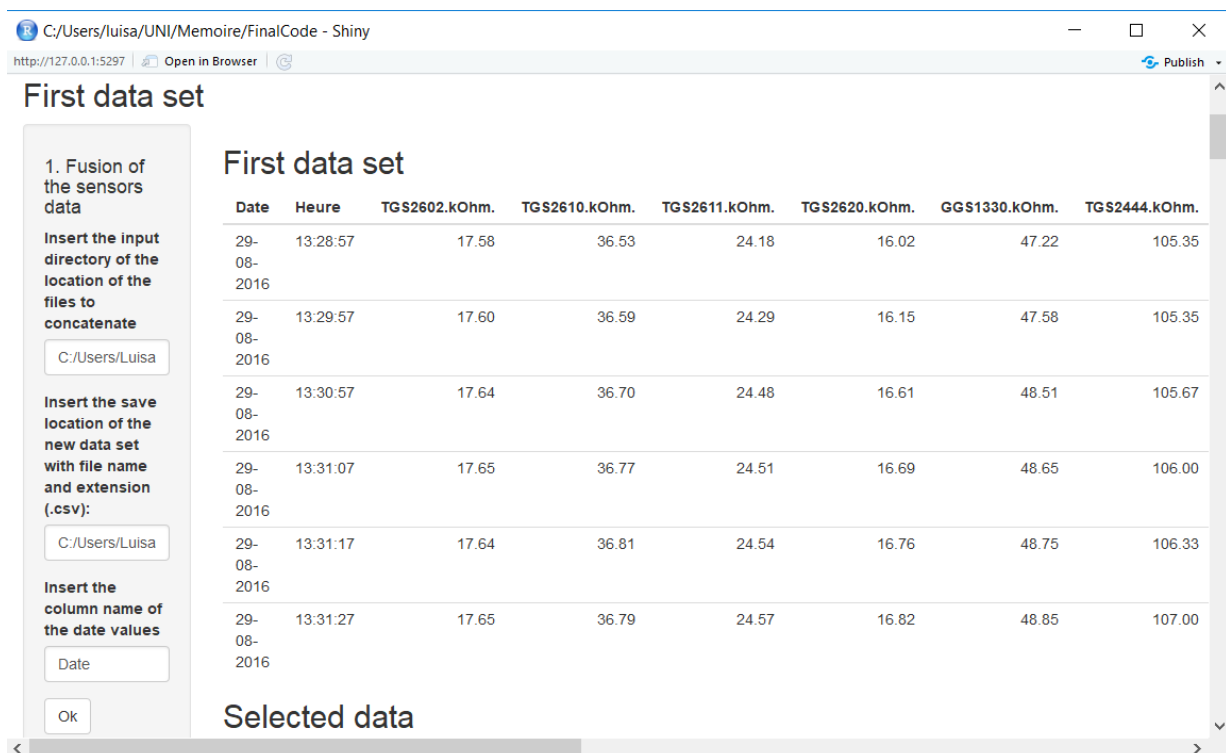 C:/Users/luisa/UNI/Memoire/FinalCode - Shiny
http://127.0.0.1:5297 Open in Browser Publish
First data set
1. Fusion of
the sensors
data
Insert the input
directory of the
location of the
files to
concatenate
C:/Users/Luisa
Insert the save
location of the
new data set
with file name
and extension
(.csv):
C:/Users/Luisa
Insert the
column name of
the date values
Date
Ok
First data set
Date Heure TGS2602.kOhm. TGS2610.kOhm. TGS2611.kOhm. TGS2620.kOhm. GGS1330.kOhm. TGS2444.kOhm.
29- 13:28:57 17.58 36.53 24.18 16.02 47.22 105.35
08-
2016
29- 13:29:57 17.60 36.59 24.29 16.15 47.58 105.35
08-
2016
29- 13:30:57 17.64 36.70 24.48 16.61 48.51 105.67
08-
2016
29- 13:31:07 17.65 36.77 24.51 16.69 48.65 106.00
08-
2016
29- 13:31:17 17.64 36.81 24.54 16.76 48.75 106.33
08-
2016
29- 13:31:27 17.65 36.79 24.57 16.82 48.85 107.00
08-
2016
Selected data